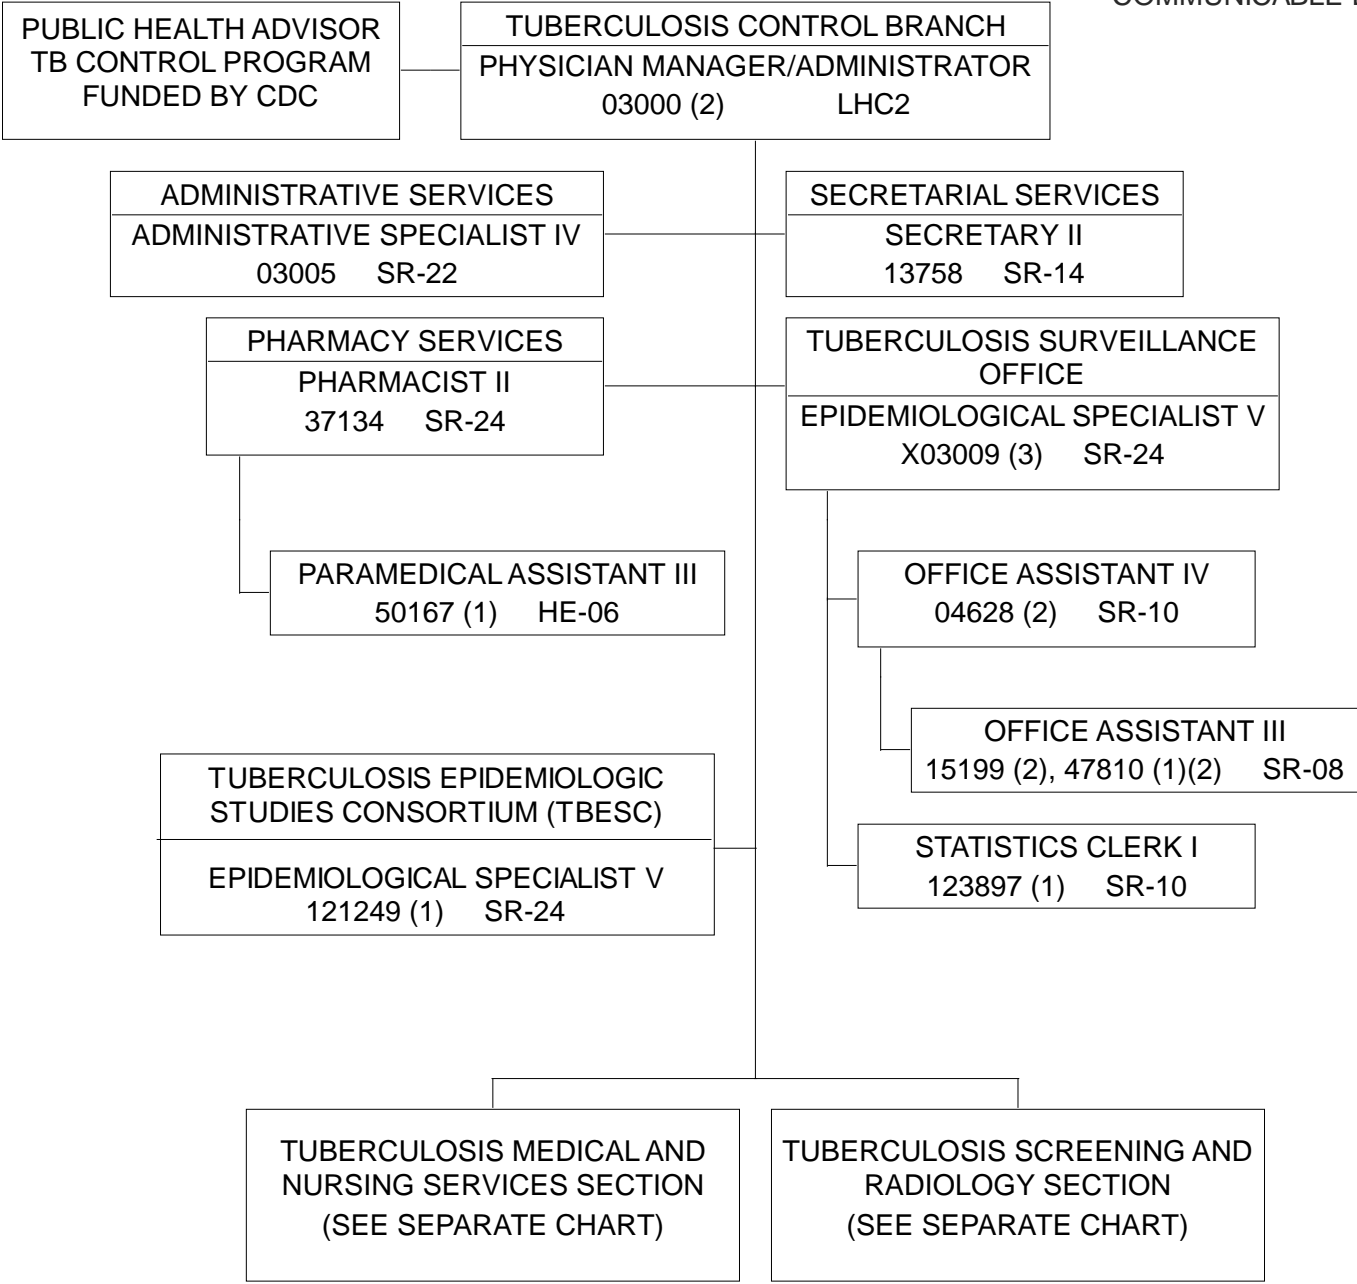 COMMUNICABLE
PUBLIC HEALTH ADVISOR
TB CONTROL PROGRAM
FUNDED BY CDC
TUBERCULOSIS CONTROL BRANCH
PHYSICIAN MANAGER/ADMINISTRATOR
03000 (2) LHC2
ADMINISTRATIVE SERVICES
ADMINISTRATIVE SPECIALIST IV
03005 SR-22
SECRETARIAL SERVICES
SECRETARY II
13758 SR-14
PHARMACY SERVICES
PHARMACIST II
37134 SR-24
TUBERCULOSIS SURVEILLANCE
OFFICE
EPIDEMIOLOGICAL SPECIALIST V
X03009 (3) SR-24
PARAMEDICAL ASSISTANT III
50167 (1) HE-06
OFFICE ASSISTANT IV
04628 (2) SR-10
OFFICE ASSISTANT III
15199 (2), 47810 (1)(2) SR-08
TUBERCULOSIS EPIDEMIOLOGIC
STUDIES CONSORTIUM (TBESC)
EPIDEMIOLOGICAL SPECIALIST V
121249 (1) SR-24
STATISTICS CLERK I
123897 (1) SR-10
TUBERCULOSIS MEDICAL AND
NURSING SERVICES SECTION
(SEE SEPARATE CHART)
TUBERCULOSIS SCREENING AND
RADIOLOGY SECTION
(SEE SEPARATE CHART)